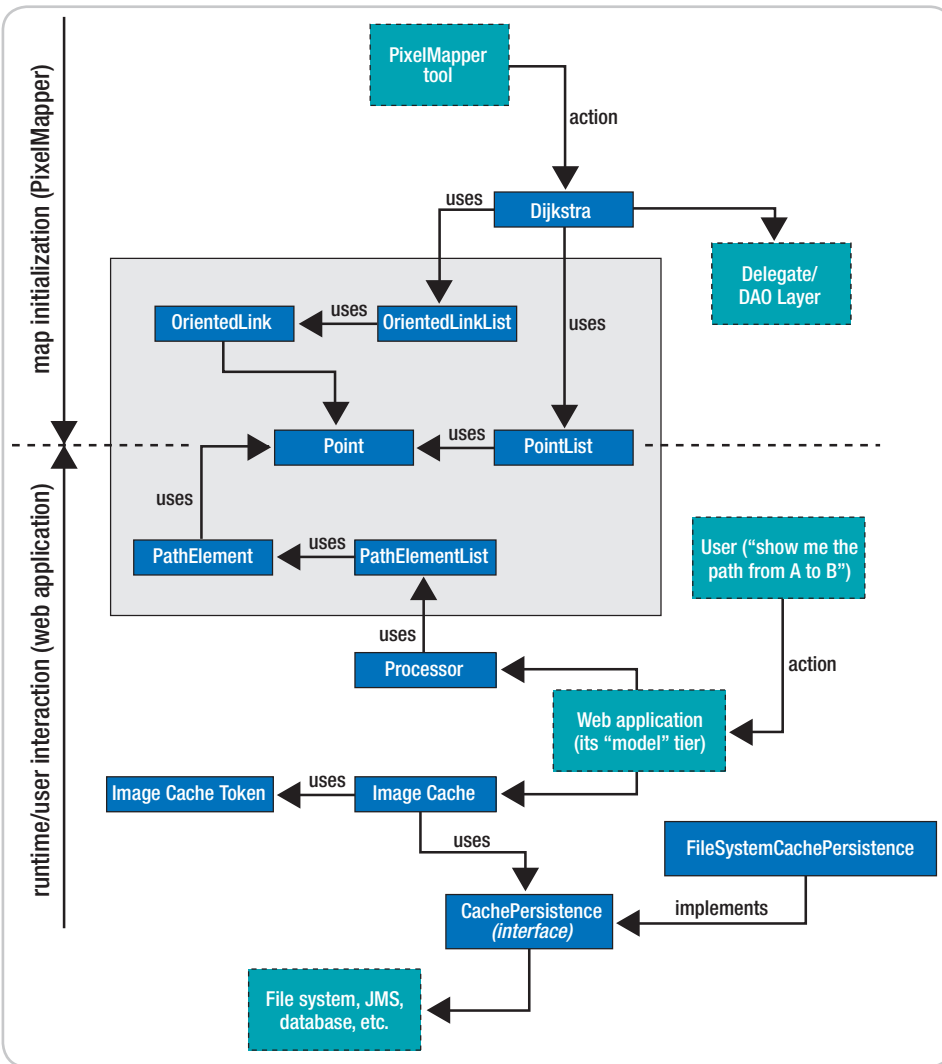 map initialization (PixelMapper)
PixelMapper
tool
action
uses
Dijkstra
Delegate/
DAO Layer
OrientedLink
uses
OrientedLinkList
uses
Point
uses
PointList
uses
PathElement
uses
PathElementList
User (“show me the
path from A to B”)
runtime/user interaction (web application)
uses
Processor
action
Web application
(its “model” tier)
Image Cache Token
uses
Image Cache
uses
FileSystemCachePersistence
CachePersistence
(interface)
implements
File system, JMS,
database, etc.